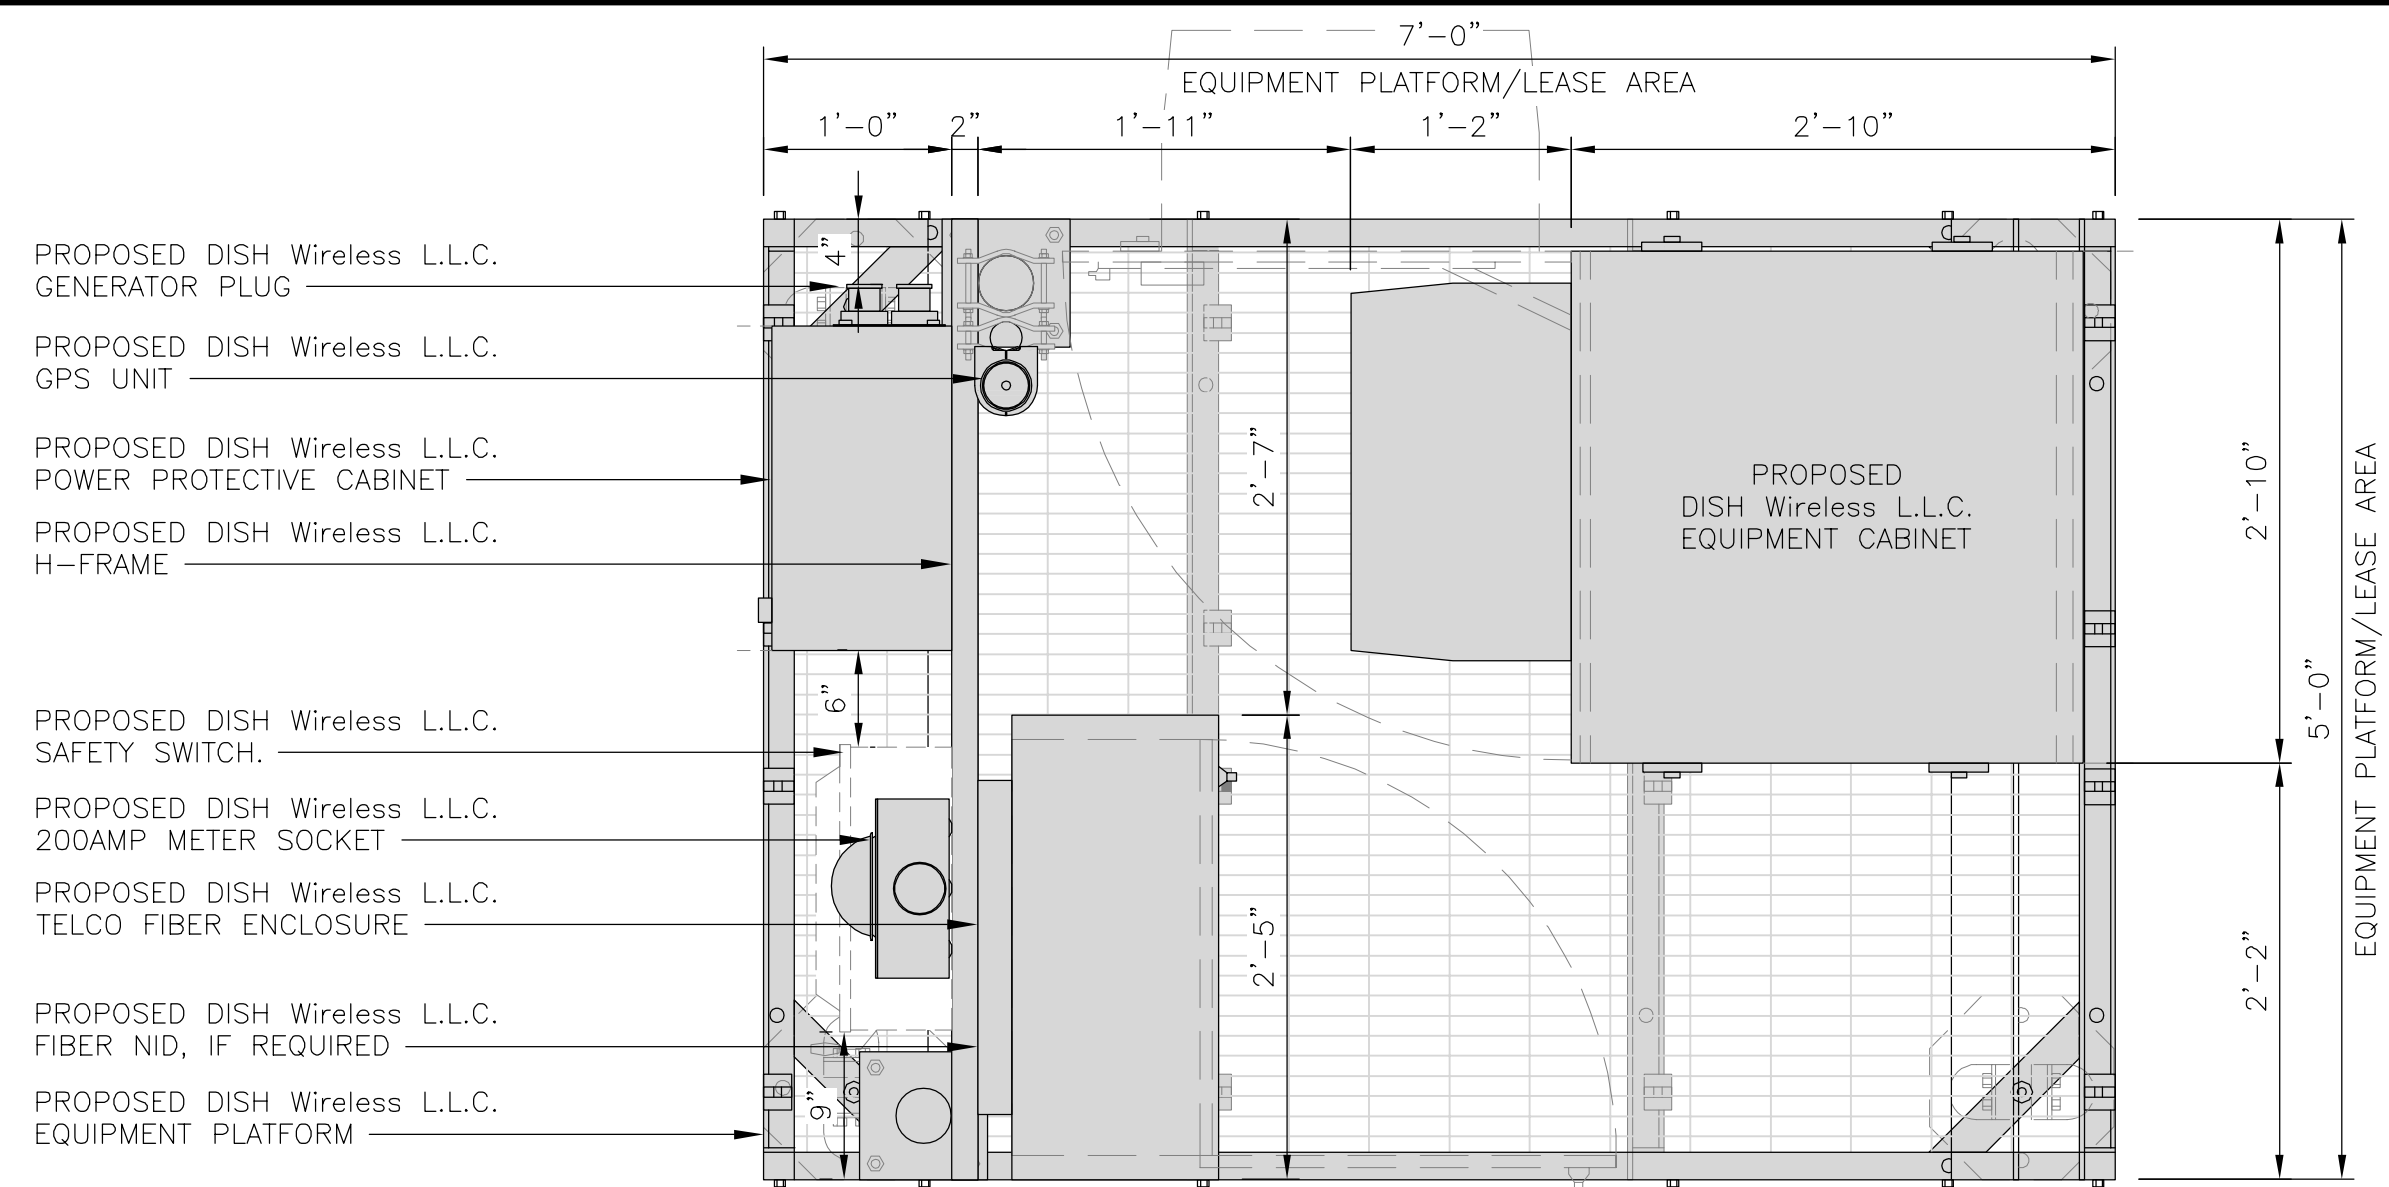 7'-0"
EQUIPMENT PLATFORM/LEASE AREA
1'-0" 2" 1'-11" 1'-2" 2'-10"
PROPOSED DISH Wireless L.L.C.
GENERATOR PLUG
4"
PROPOSED DISH Wireless L.L.C.
GPS UNIT
PROPOSED DISH Wireless L.L.C.
POWER PROTECTIVE CABINET
PROPOSED DISH Wireless L.L.C.
H-FRAME
2'-7"
PROPOSED
DISH Wireless L.L.C.
EQUIPMENT CABINET
2'-10"
5'-0"
EQUIPMENT PLATFORM/LEASE AREA
6"
PROPOSED DISH Wireless L.L.C.
SAFETY SWITCH.
PROPOSED DISH Wireless L.L.C.
200AMP METER SOCKET
PROPOSED DISH Wireless L.L.C.
TELCO FIBER ENCLOSURE
2'-5"
2'-2"
PROPOSED DISH Wireless L.L.C.
FIBER NID, IF REQUIRED
9"
PROPOSED DISH Wireless L.L.C.
EQUIPMENT PLATFORM